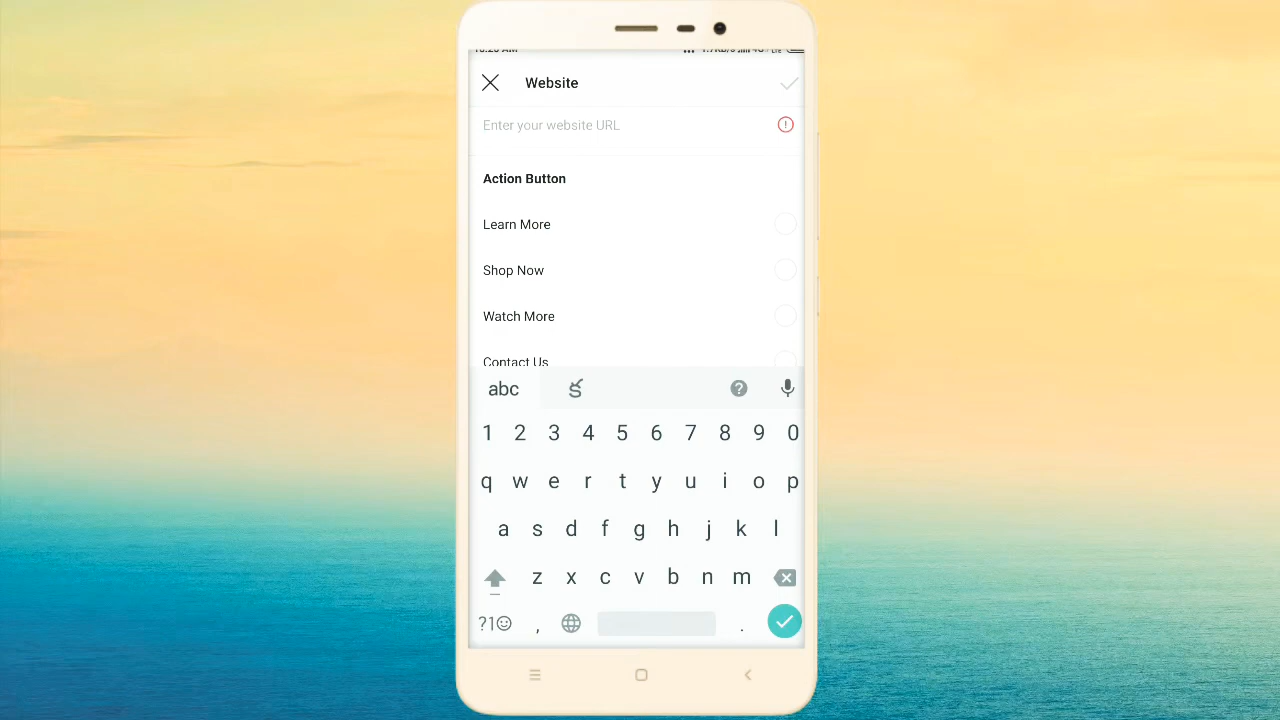 Website
Enter your website URL
Action Button
Learn More
Shop Now
Watch More
Contact Us
abc
1 2 3 4 5 6 7 8 9 0
q w e r t y u i o p
a s d f g h j k l
z x c v b n m
?1 , .